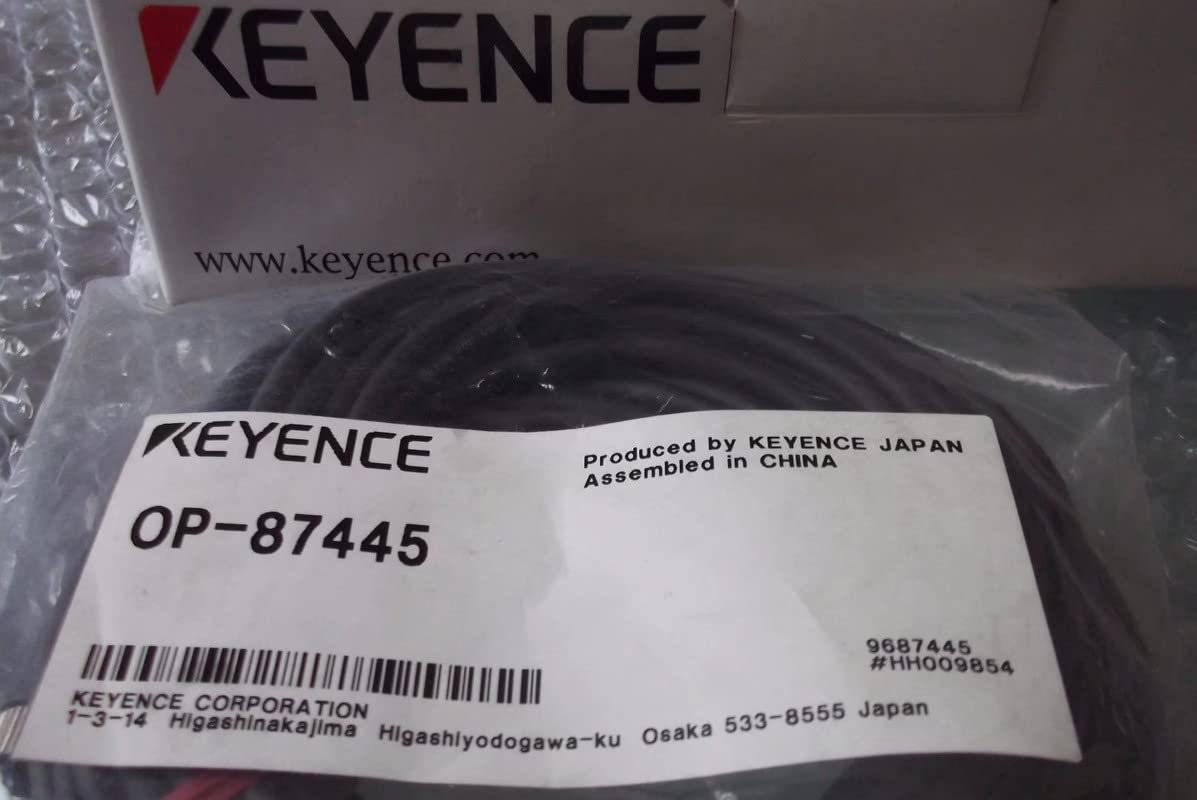 KEYENCE
www.keyence.com
KEYENCE
Produced by KEYENCE JAPAN
Assembled in CHINA
OP-87445
9687445
#HH009854
KEYENCE CORPORATION
1-3-14 Higashinakajima Higashiyodogawa-ku Osaka 533-8555 Japan